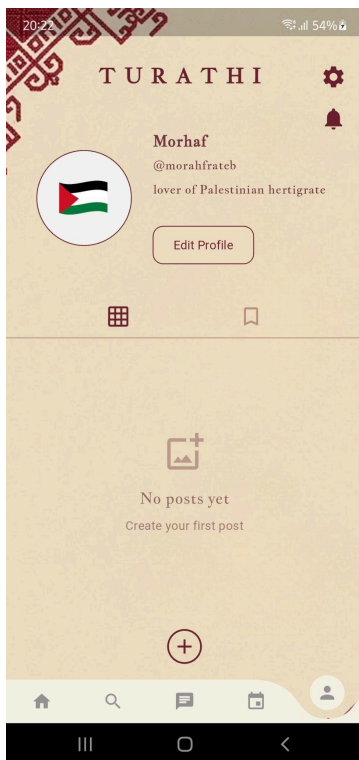 20:22 54%
TURATHI
Morhaf
@morahfrateb
lover of Palestinian hertigrate
Edit Profile
No posts yet
Create your first post